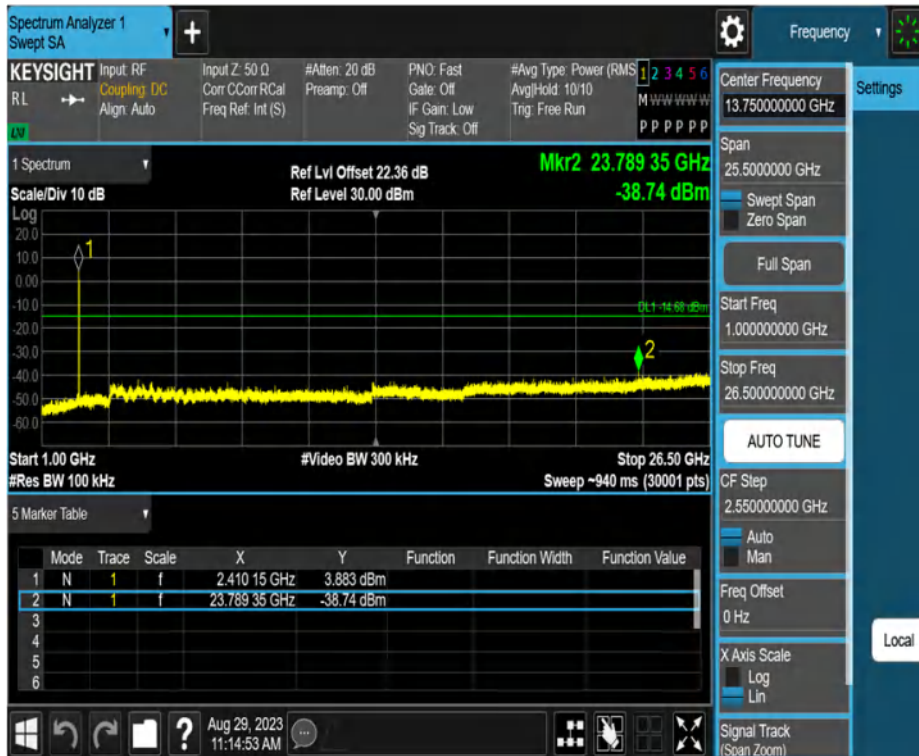 Spectrum Analyzer 1
Swept SA
Frequency
KEYSIGHT
RL
Input: RF
Coupling: DC
Align: Auto
Input Z: 50 Ω
Corr CCorr RCal
Freq Ref: Int (S)
#Atten: 20 dB
Preamp: Off
PNO: Fast
Gate: Off
IF Gain: Low
Sig Track: Off
#Avg Type: Power (RMS
Avg|Hold: 10/10
Trig: Free Run
1 2 3 4 5 6
M W W W W W
P P P P P P
1 Spectrum
Scale/Div 10 dB
Ref Lvl Offset 22.36 dB
Ref Level 30.00 dBm
Mkr2 23.789 35 GHz
-38.74 dBm
Log
20.0
10.0
0.00
-10.0
-20.0
-30.0
-40.0
-50.0
-60.0
1
DL1 -14.68 dBm
2
Start 1.00 GHz
#Video BW 300 kHz
Stop 26.50 GHz
#Res BW 100 kHz
Sweep ~940 ms (30001 pts)
5 Marker Table
Mode Trace Scale X Y Function Function Width Function Value
1 N 1 f 2.410 15 GHz 3.883 dBm
2 N 1 f 23.789 35 GHz -38.74 dBm
3
4
5
6
?
Aug 29, 2023
11:14:53 AM
Center Frequency
13.750000000 GHz
Settings
Span
25.5000000 GHz
Swept Span
Zero Span
Full Span
Start Freq
1.000000000 GHz
Stop Freq
26.500000000 GHz
AUTO TUNE
CF Step
2.550000000 GHz
Auto
Man
Freq Offset
0 Hz
Local
X Axis Scale
Log
Lin
Signal Track
(Span Zoom)